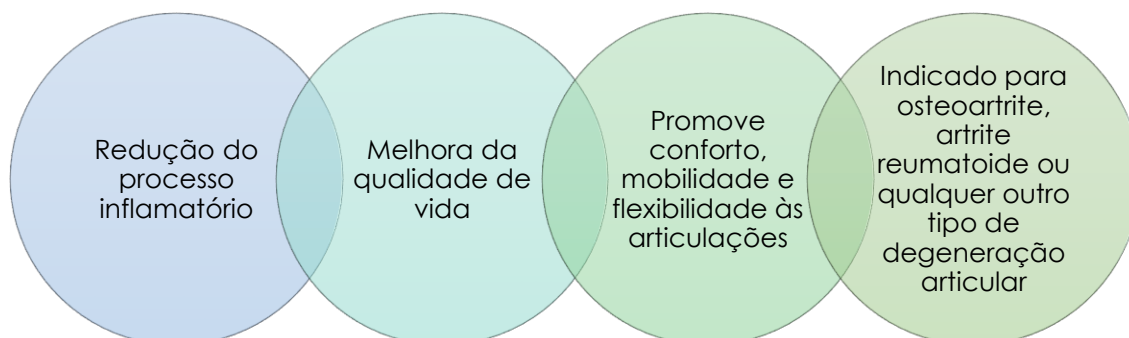 Redução do
processo
inflamatório
Melhora da
qualidade de
vida
Promove
conforto,
mobilidade e
flexibilidade às
articulações
Indicado para
osteoartrite,
artrite
reumatoide ou
qualquer outro
tipo de
degeneração
articular